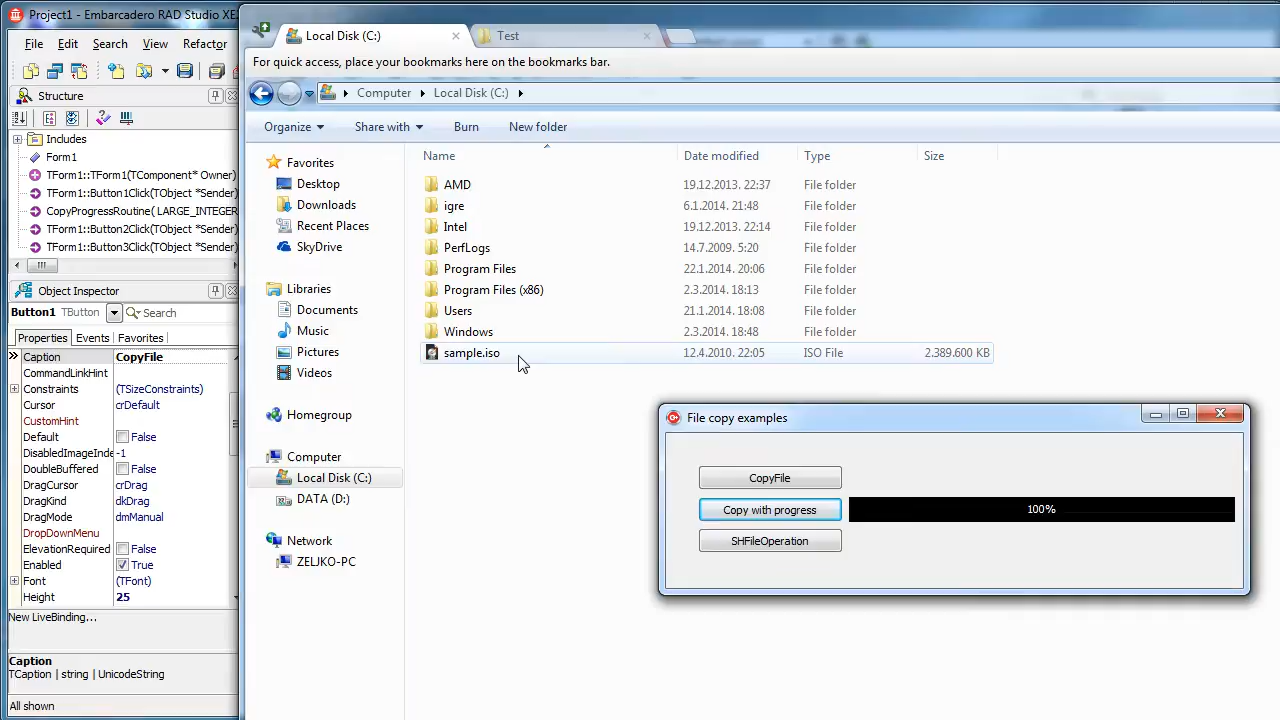 Project1 - Embarcadero RAD Studio XE
File Edit Search View Refactor
Structure
Includes
Form1
TForm1::TForm1(TComponent* Owner)
TForm1::Button1Click(TObject *Sender)
CopyProgressRoutine( LARGE_INTEGER
TForm1::Button2Click(TObject *Sender)
TForm1::Button3Click(TObject *Sender)
Object Inspector
Button1 TButton Search
Properties Events Favorites
Caption CopyFile
CommandLinkHint
Constraints (TSizeConstraints)
Cursor crDefault
CustomHint
Default False
DisabledImageInde -1
DoubleBuffered False
DragCursor crDrag
DragKind dkDrag
DragMode dmManual
DropDownMenu
ElevationRequired False
Enabled True
Font (TFont)
Height 25
New LiveBinding...
Caption
TCaption | string | UnicodeString
All shown
Local Disk (C:) Test
For quick access, place your bookmarks here on the bookmarks bar.
Computer Local Disk (C:)
Organize Share with Burn New folder
Favorites
Desktop
Downloads
Recent Places
SkyDrive
Libraries
Documents
Music
Pictures
Videos
Homegroup
Computer
Local Disk (C:)
DATA (D:)
Network
ZELJKO-PC
Name Date modified Type Size
AMD 19.12.2013. 22:37 File folder
igre 6.1.2014. 21:48 File folder
Intel 19.12.2013. 22:14 File folder
PerfLogs 14.7.2009. 5:20 File folder
Program Files 22.1.2014. 20:06 File folder
Program Files (x86) 2.3.2014. 18:13 File folder
Users 21.1.2014. 18:08 File folder
Windows 2.3.2014. 18:48 File folder
sample.iso 12.4.2010. 22:05 ISO File 2.389.600 KB
File copy examples
CopyFile
Copy with progress 100%
SHFileOperation